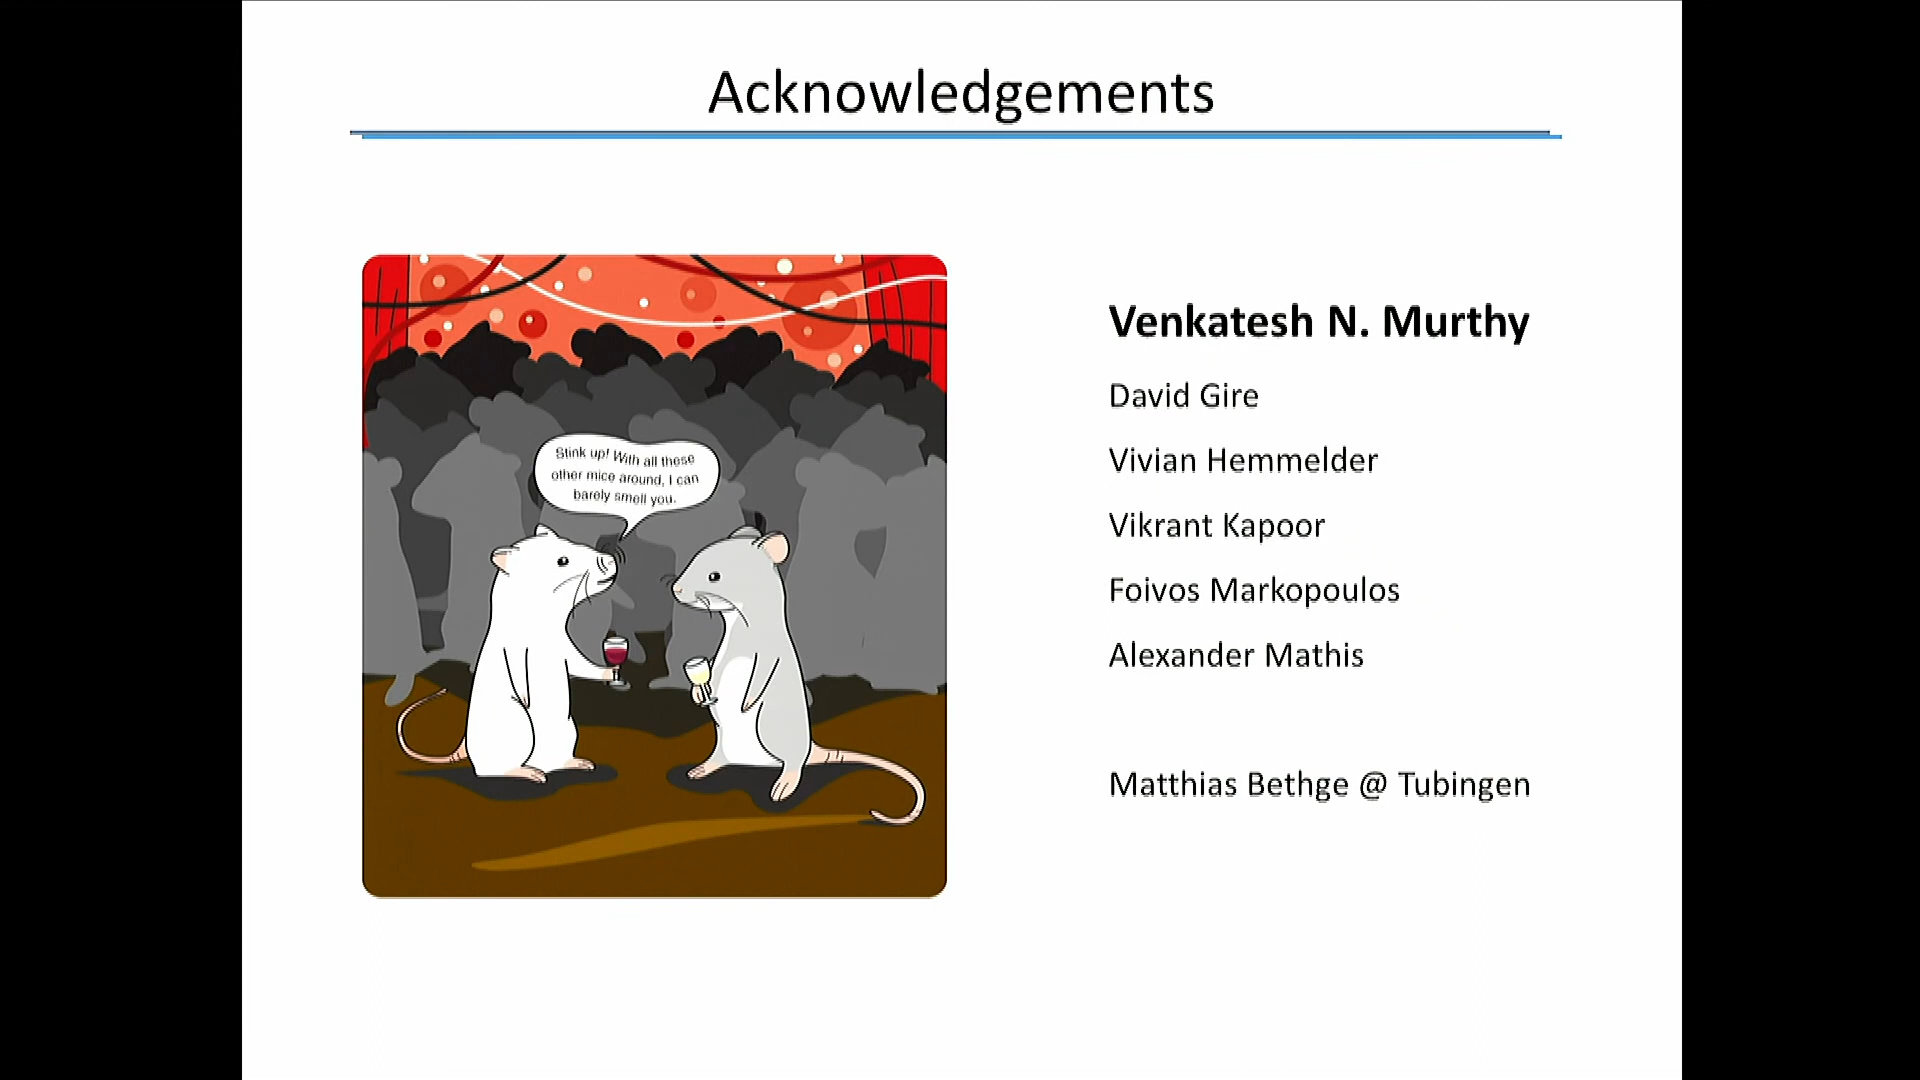 Acknowledgements
Stink up! With all these
other mice around, I can
barely smell you.
Venkatesh N. Murthy
David Gire
Vivian Hemmelder
Vikrant Kapoor
Foivos Markopoulos
Alexander Mathis
Matthias Bethge @ Tubingen